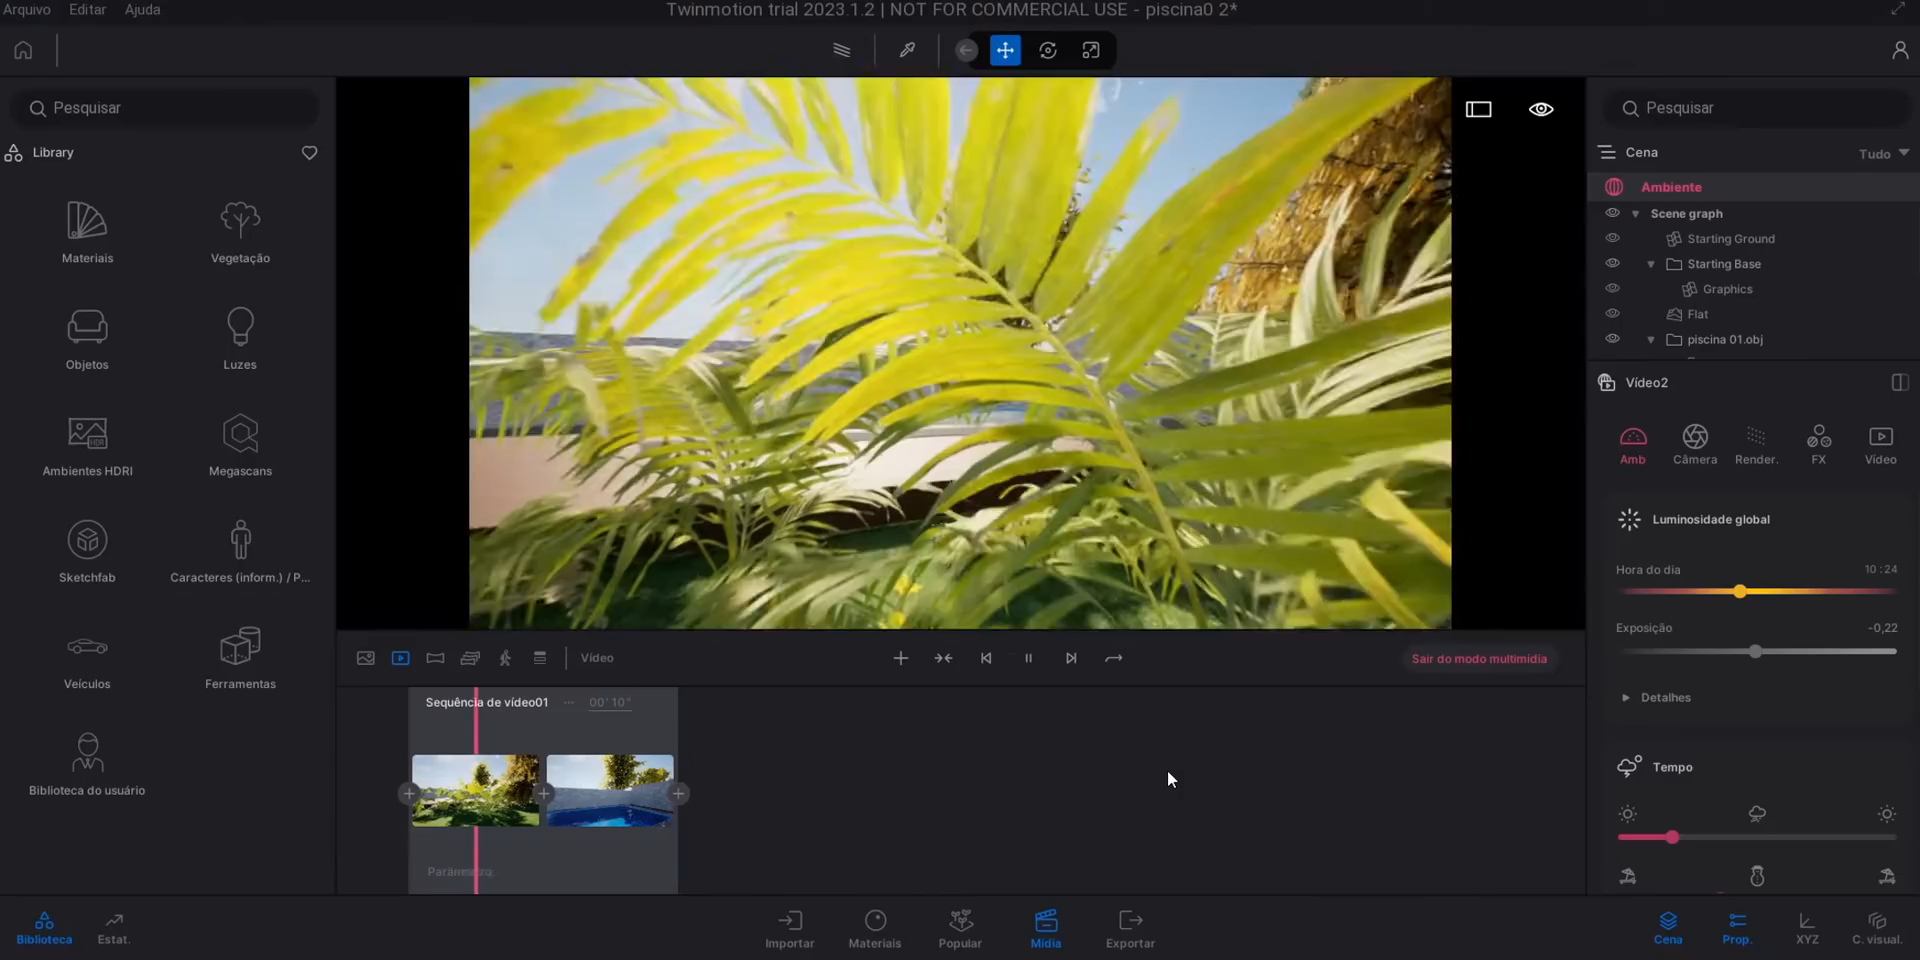 Arquivo Editar Ajuda
Twinmotion trial 2023.1.2 | NOT FOR COMMERCIAL USE - piscina0 2*
Pesquisar
Library
Materiais
Vegetação
Objetos
Luzes
Ambientes HDRI
Megascans
Sketchfab
Caracteres (inform.) / P...
Veículos
Ferramentas
Biblioteca do usuário
Vídeo
Sair do modo multimídia
Sequência de vídeo01 ... 00'10"
Pesquisar
Cena
Tudo
Ambiente
Scene graph
Starting Ground
Starting Base
Graphics
Flat
piscina 01.obj
Vídeo2
Amb
Câmera
Render.
FX
Vídeo
Luminosidade global
Hora do dia 10:24
Exposição -0,22
Detalhes
Tempo
Biblioteca
Estat.
Importar
Materiais
Popular
Mídia
Exportar
Cena
Prop.
XYZ
C. visual.